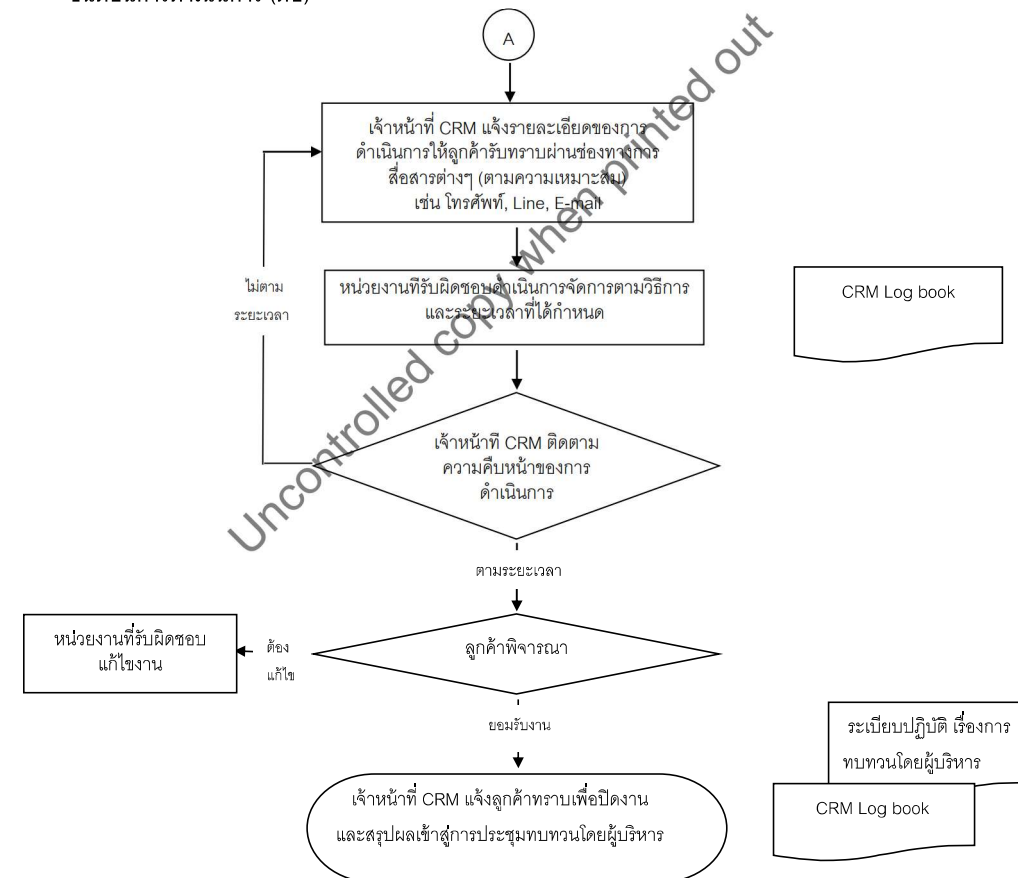 A
เจ้าหน้าที่ CRM แจ้งรายละเอียดของการ
ดำเนินการให้ลูกค้ารับทราบผ่านช่องทางการ
สื่อสารต่างๆ (ตามความเหมาะสม)
เช่น โทรศัพท์, Line, E-mail
ไม่ตาม
ระยะเวลา
หน่วยงานที่รับผิดชอบดำเนินการจัดการตามวิธีการ
และระยะเวลาที่ได้กำหนด
CRM Log book
เจ้าหน้าที่ CRM ติดตาม
ความคืบหน้าของการ
ดำเนินการ
ตามระยะเวลา
หน่วยงานที่รับผิดชอบ
แก้ไขงาน
ต้อง
แก้ไข
ลูกค้าพิจารณา
ยอมรับงาน
ระเบียบปฏิบัติ เรื่องการ
ทบทวนโดยผู้บริหาร
CRM Log book
เจ้าหน้าที่ CRM แจ้งลูกค้าทราบเพื่อปิดงาน
และสรุปผลเข้าสู่การประชุมทบทวนโดยผู้บริหาร
Uncontrolled copy when printed out